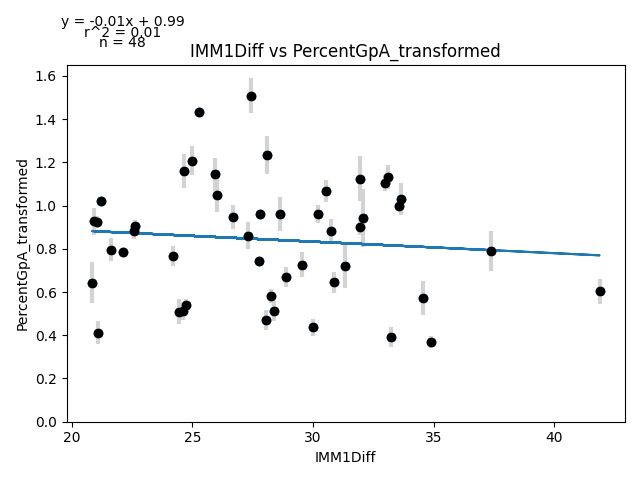 y = -0.01x + 0.99
r^2 = 0.01
n = 48
IMM1Diff vs PercentGpA_transformed
1.6
1.4
1.2
1.0
0.8
0.6
0.4
0.2
0.0
PercentGpA_transformed
20 25 30 35 40
IMM1Diff